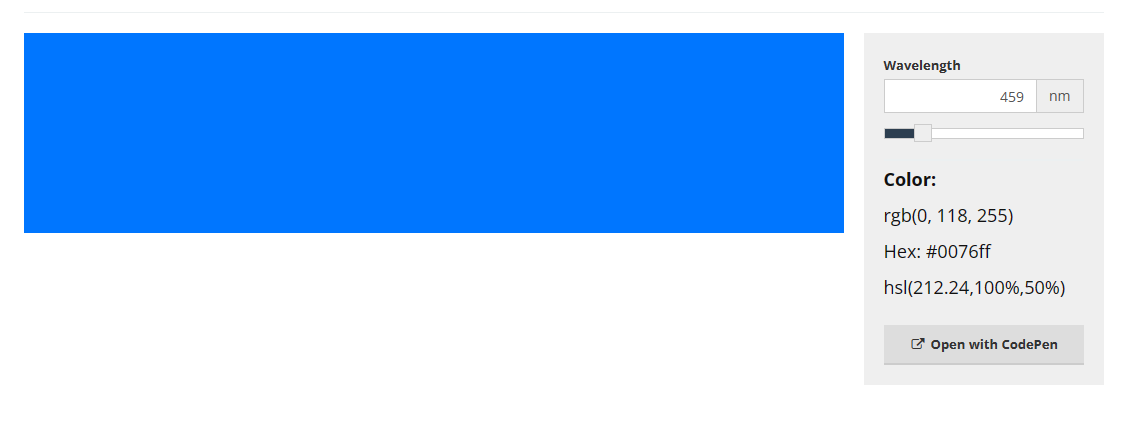 Wavelength
459 nm
Color:
rgb(0, 118, 255)
Hex: #0076ff
hsl(212.24,100%,50%)
Open with CodePen